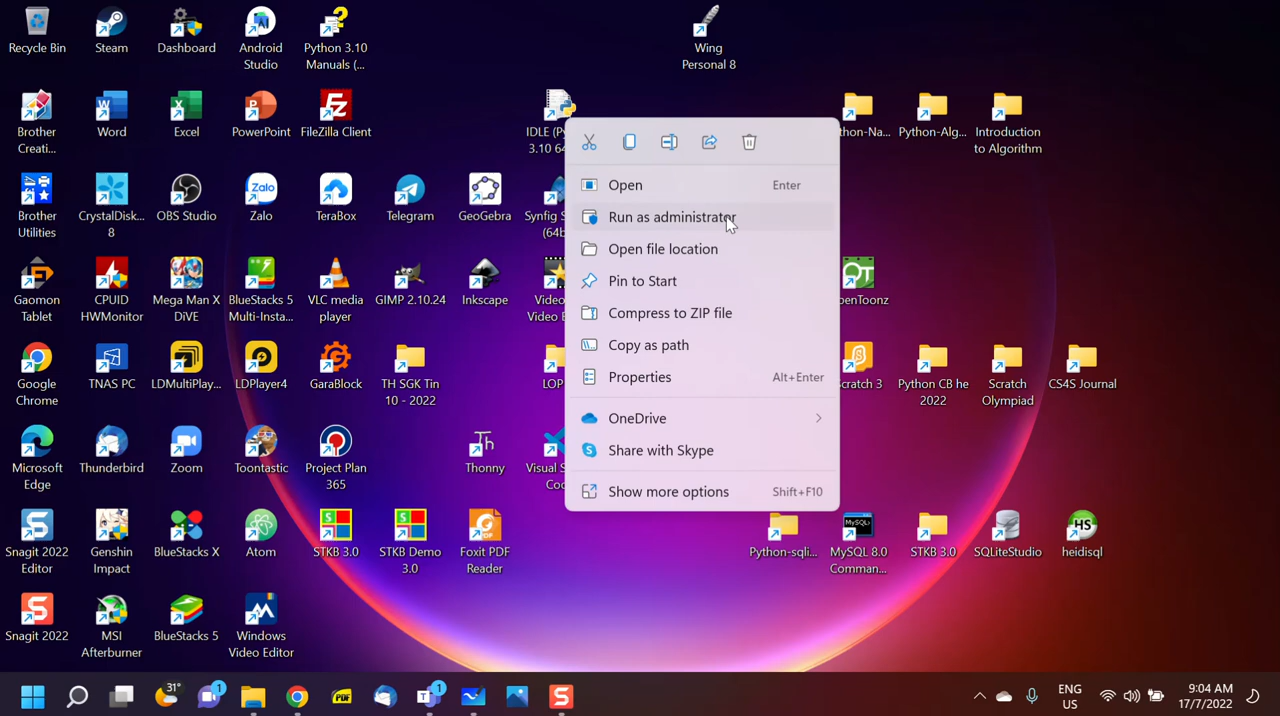 Recycle Bin
Steam
Dashboard
Android
Studio
Python 3.10
Manuals (...
Wing
Personal 8
Brother
Creati...
Word
Excel
PowerPoint
FileZilla Client
IDLE (Py
3.10 64
thon-Na...
Python-Alg...
Introduction
to Algorithm
Brother
Utilities
CrystalDisk...
8
OBS Studio
Zalo
TeraBox
Telegram
GeoGebra
Synfig S
(64b
Gaomon
Tablet
CPUID
HWMonitor
Mega Man X
DiVE
BlueStacks 5
Multi-Insta...
VLC media
player
GIMP 2.10.24
Inkscape
Video
Video E
penToonz
Google
Chrome
TNAS PC
LDMultiPlay...
LDPlayer4
GaraBlock
TH SGK Tin
10 - 2022
LOP
cratch 3
Python CB he
2022
Scratch
Olympiad
CS4S Journal
Microsoft
Edge
Thunderbird
Zoom
Toontastic
Project Plan
365
Th
Thonny
Visual S
Cod
Snagit 2022
Editor
Genshin
Impact
BlueStacks X
Atom
STKB 3.0
STKB Demo
3.0
Foxit PDF
Reader
Python-sqli...
MySQL 8.0
Comman...
STKB 3.0
SQLiteStudio
HS
heidisql
Snagit 2022
MSI
Afterburner
BlueStacks 5
Windows
Video Editor
Open Enter
Run as administrator
Open file location
Pin to Start
Compress to ZIP file
Copy as path
Properties Alt+Enter
OneDrive
Share with Skype
Show more options Shift+F10
31°
1
PDF
1
ENG
US
9:04 AM
17/7/2022